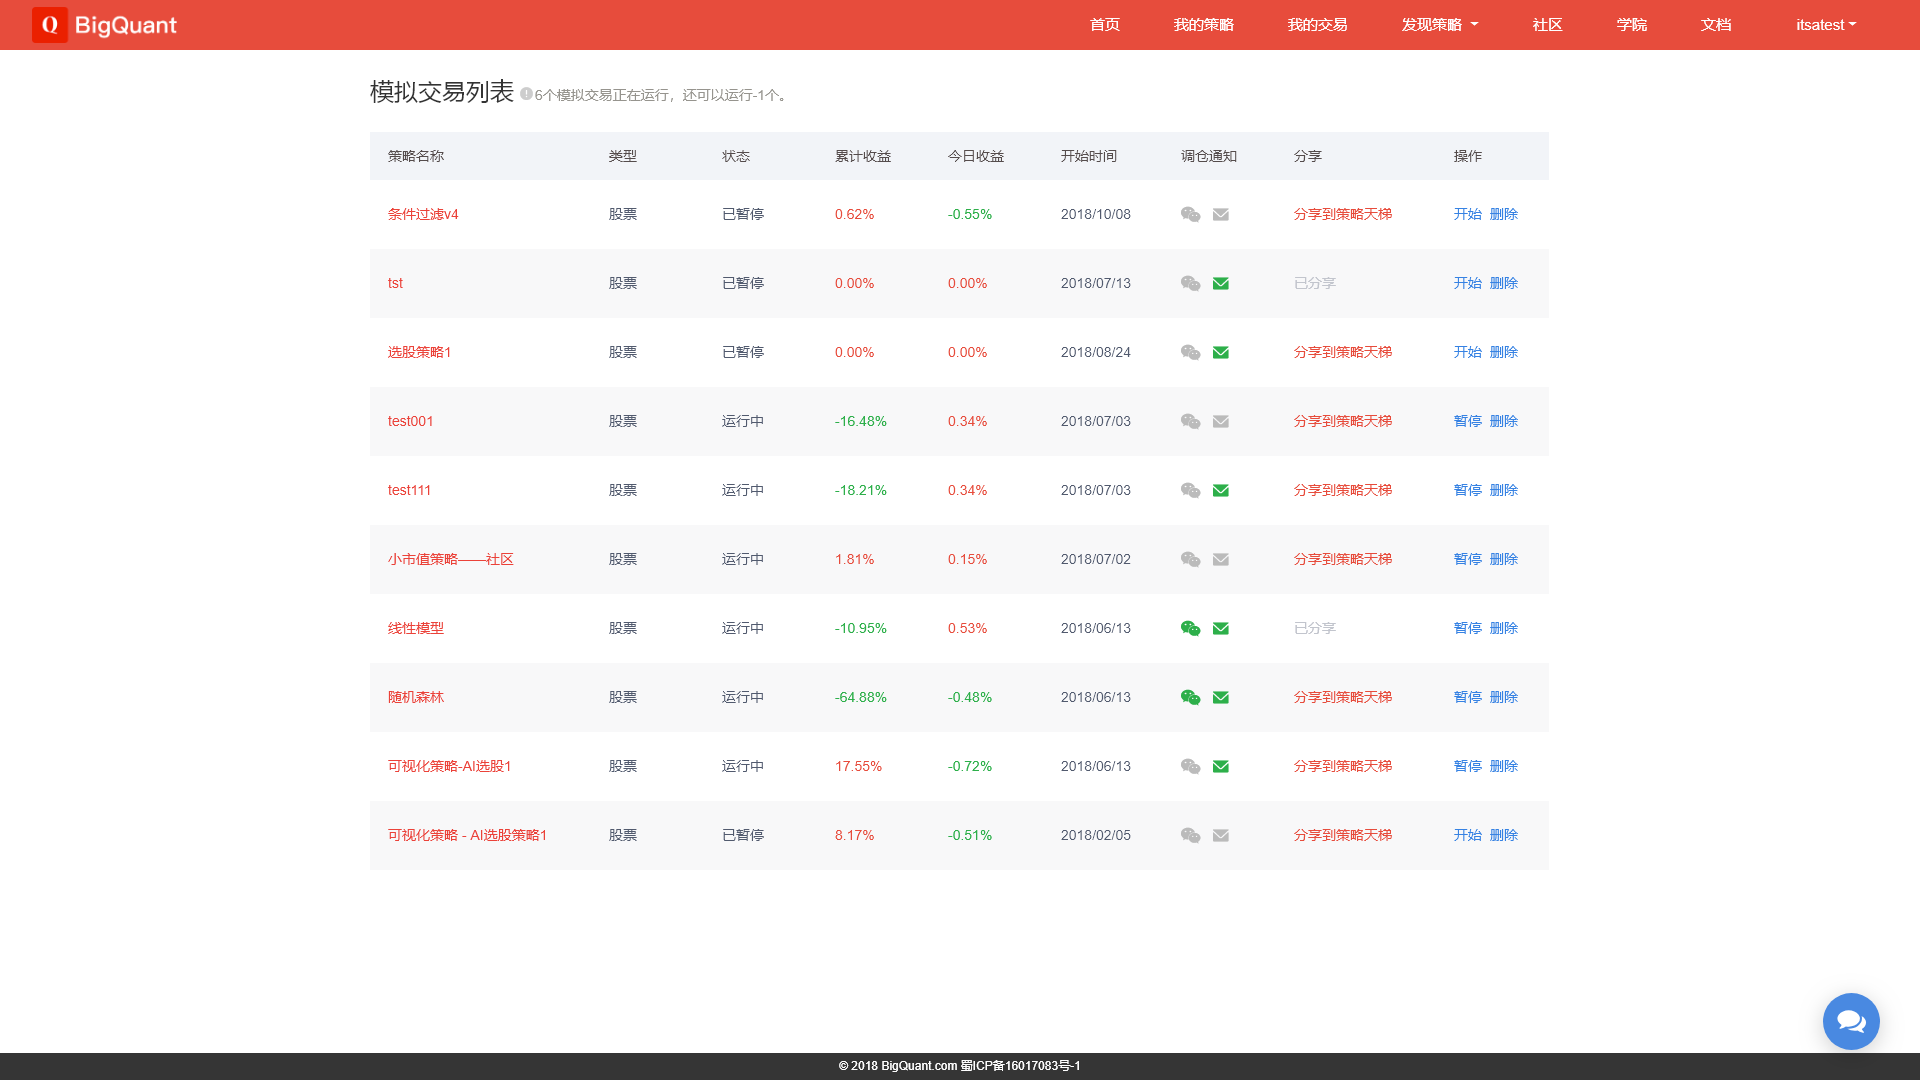 Q BigQuant 首页 我的策略 我的交易 发现策略 社区 学院 文档 itsatest
模拟交易列表 6个模拟交易正在运行，还可以运行-1个。
策略名称 类型 状态 累计收益 今日收益 开始时间 调仓通知 分享 操作
条件过滤v4 股票 已暂停 0.62% -0.55% 2018/10/08 分享到策略天梯 开始 删除
tst 股票 已暂停 0.00% 0.00% 2018/07/13 已分享 开始 删除
选股策略1 股票 已暂停 0.00% 0.00% 2018/08/24 分享到策略天梯 开始 删除
test001 股票 运行中 -16.48% 0.34% 2018/07/03 分享到策略天梯 暂停 删除
test111 股票 运行中 -18.21% 0.34% 2018/07/03 分享到策略天梯 暂停 删除
小市值策略——社区 股票 运行中 1.81% 0.15% 2018/07/02 分享到策略天梯 暂停 删除
线性模型 股票 运行中 -10.95% 0.53% 2018/06/13 已分享 暂停 删除
随机森林 股票 运行中 -64.88% -0.48% 2018/06/13 分享到策略天梯 暂停 删除
可视化策略-AI选股1 股票 运行中 17.55% -0.72% 2018/06/13 分享到策略天梯 暂停 删除
可视化策略 - AI选股策略1 股票 已暂停 8.17% -0.51% 2018/02/05 分享到策略天梯 开始 删除
© 2018 BigQuant.com 蜀ICP备16017083号-1